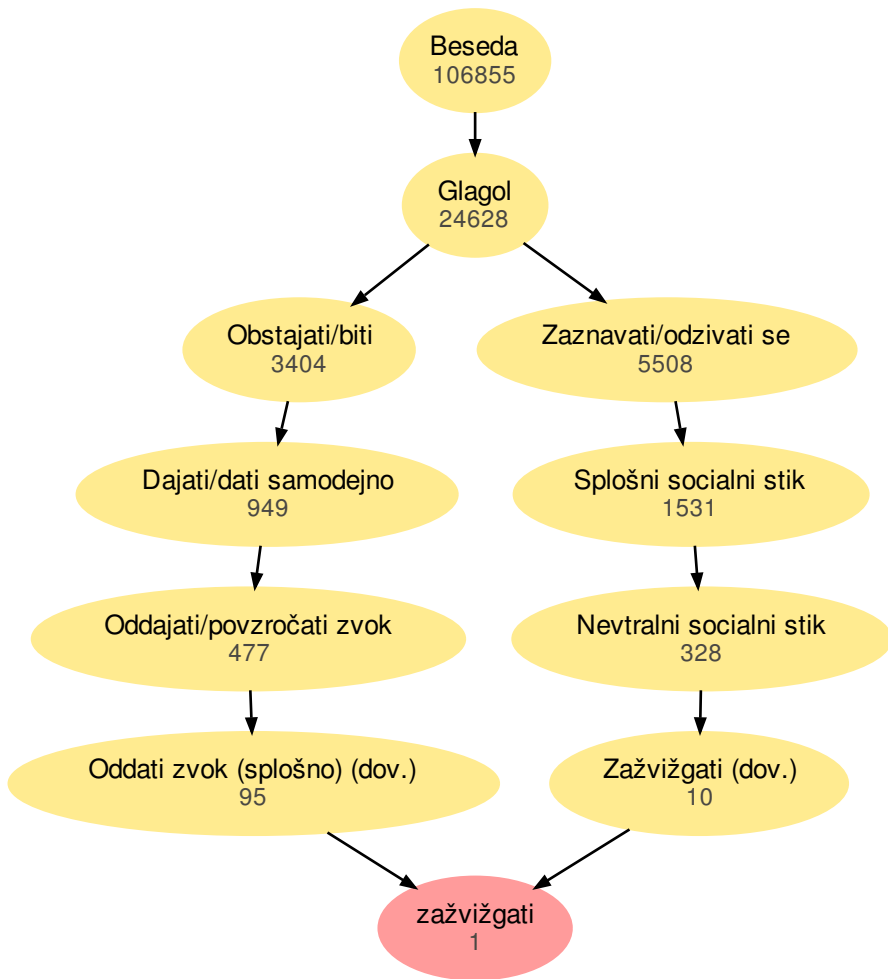 Beseda
106855
Glagol
24628
Obstajati/biti
3404
Zaznavati/odzivati se
5508
Dajati/dati samodejno
949
Splošni socialni stik
1531
Oddajati/povzročati zvok
477
Nevtralni socialni stik
328
Oddati zvok (splošno) (dov.)
95
Zažvižgati (dov.)
10
zažvižgati
1